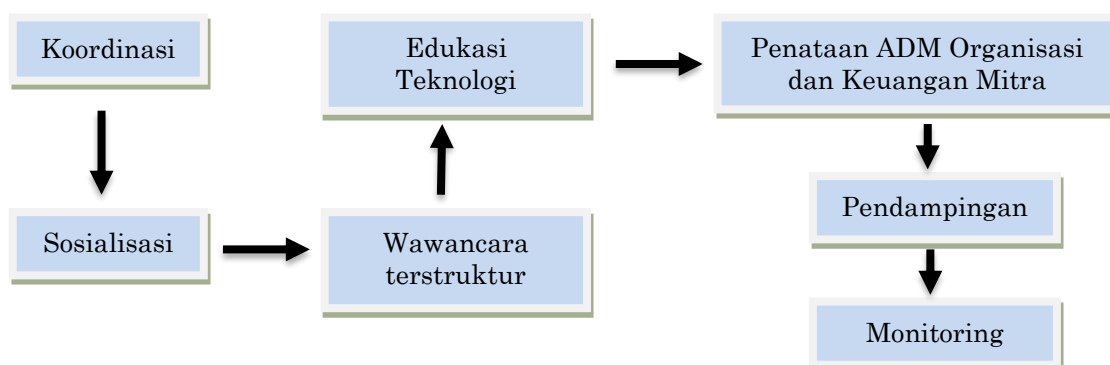 Koordinasi
Sosialisasi
Wawancara
terstruktur
Edukasi
Teknologi
Penataan ADM Organisasi
dan Keuangan Mitra
Pendampingan
Monitoring